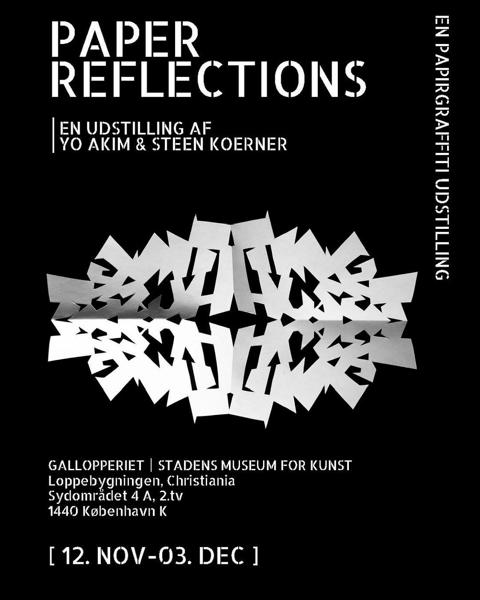 PAPER
REFLECTIONS
EN UDSTILLING AF
YO AKIM & STEEN KOERNER
EN PAPIRGRAFFITI UDSTILLING
GALLOPPERIET | STADENS MUSEUM FOR KUNST
Loppebygningen, Christiania
Sydområdet 4 A, 2.tv
1440 København K
[ 12. NOV-03. DEC ]